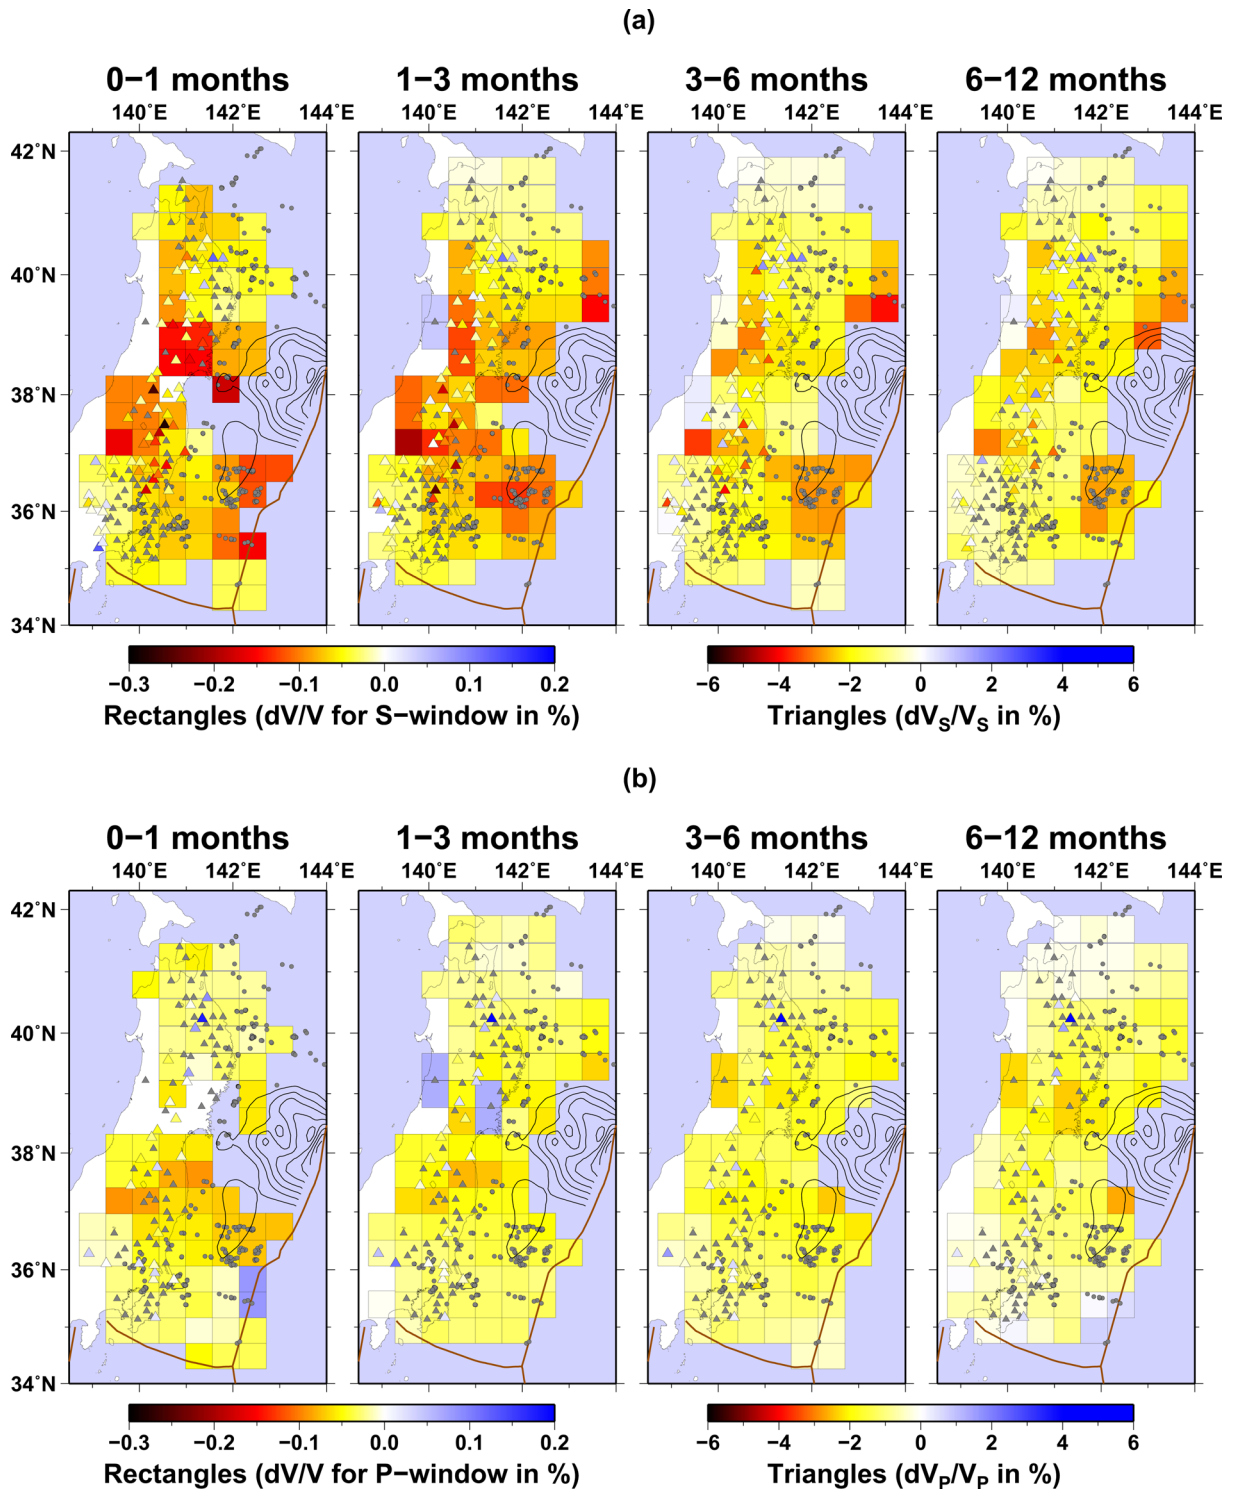 (a)
0−1 months 1−3 months 3−6 months 6−12 months
140˚E 142˚E 144˚E 140˚E 142˚E 144˚E 140˚E 142˚E 144˚E 140˚E 142˚E 144˚E
42˚N
40˚N
38˚N
36˚N
34˚N
−0.3 −0.2 −0.1 0.0 0.1 0.2 −6 −4 −2 0 2 4 6
Rectangles (dV/V for S−window in %) Triangles (dVS/VS in %)
(b)
0−1 months 1−3 months 3−6 months 6−12 months
140˚E 142˚E 144˚E 140˚E 142˚E 144˚E 140˚E 142˚E 144˚E 140˚E 142˚E 144˚E
42˚N
40˚N
38˚N
36˚N
34˚N
−0.3 −0.2 −0.1 0.0 0.1 0.2 −6 −4 −2 0 2 4 6
Rectangles (dV/V for P−window in %) Triangles (dVP/VP in %)